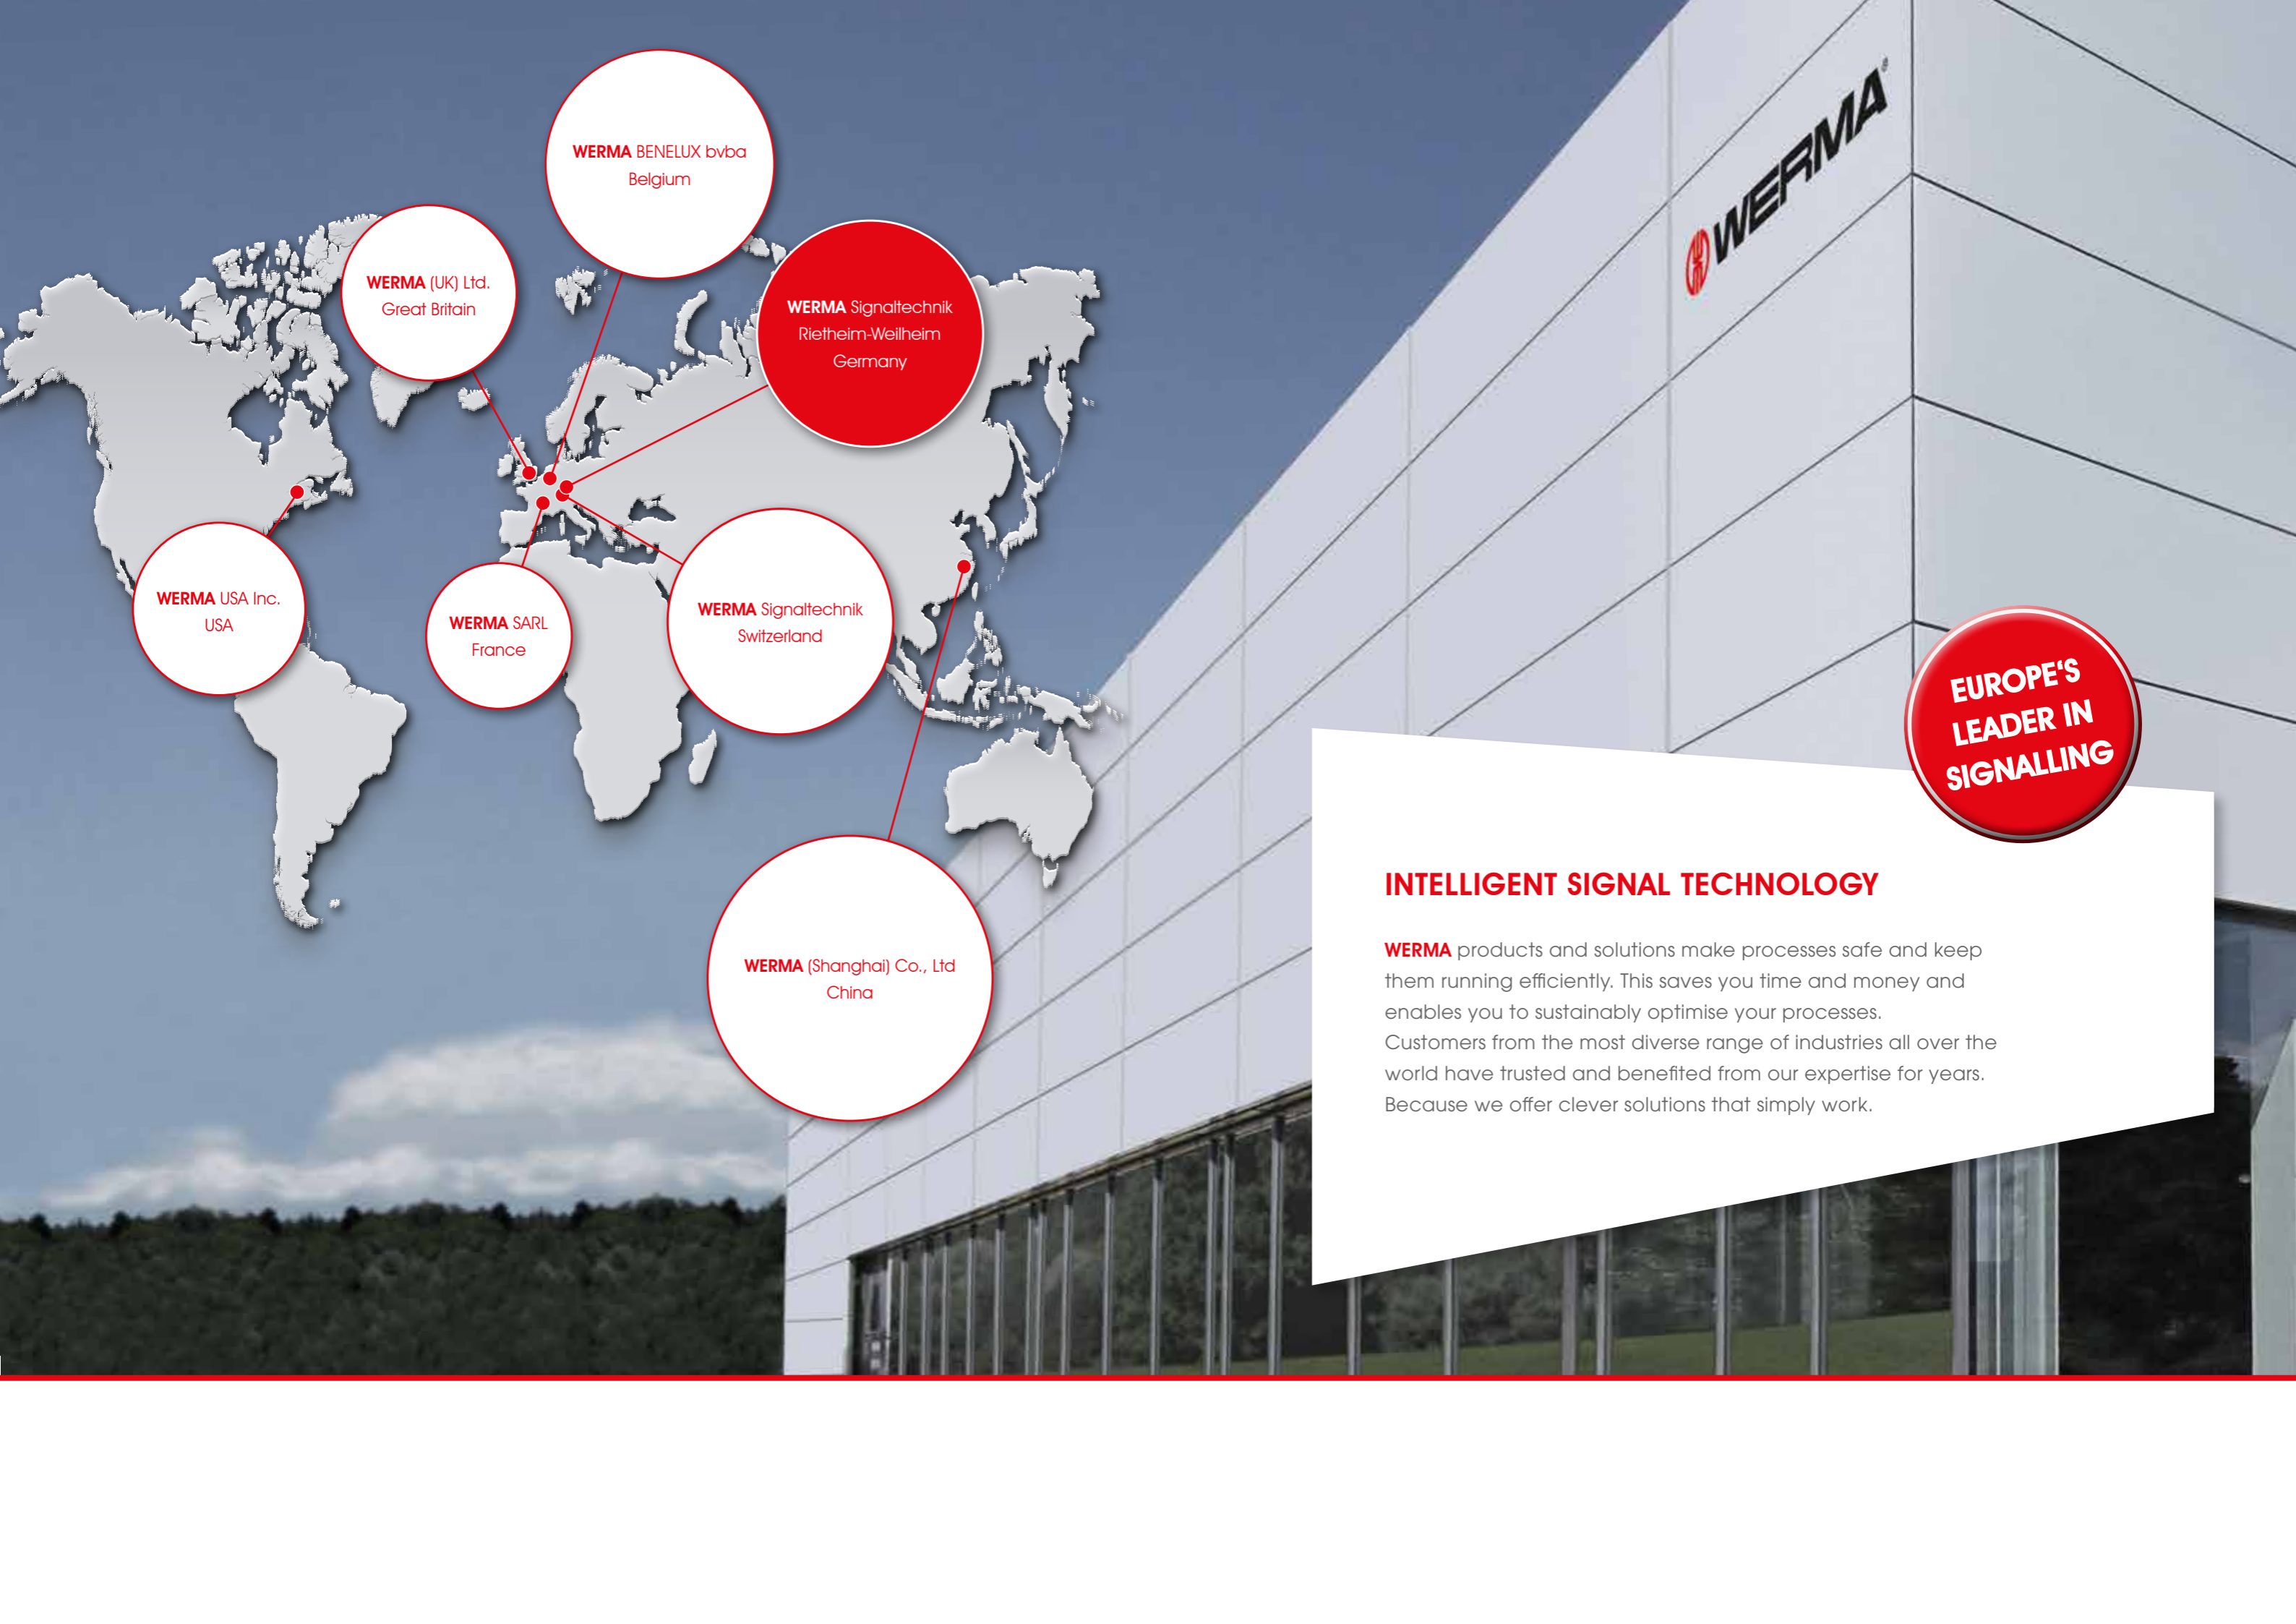 WERMA BENELUX bvba
Belgium
WERMA (UK) Ltd.
Great Britain
WERMA Signaltechnik
Rietheim-Weilheim
Germany
WERMA USA Inc.
USA
WERMA SARL
France
WERMA Signaltechnik
Switzerland
WERMA (Shanghai) Co., Ltd
China
WERMA®
EUROPE‘S
LEADER IN
SIGNALLING
INTELLIGENT SIGNAL TECHNOLOGY
WERMA products and solutions make processes safe and keep
them running efficiently. This saves you time and money and
enables you to sustainably optimise your processes.
Customers from the most diverse range of industries all over the
world have trusted and benefited from our expertise for years.
Because we offer clever solutions that simply work.